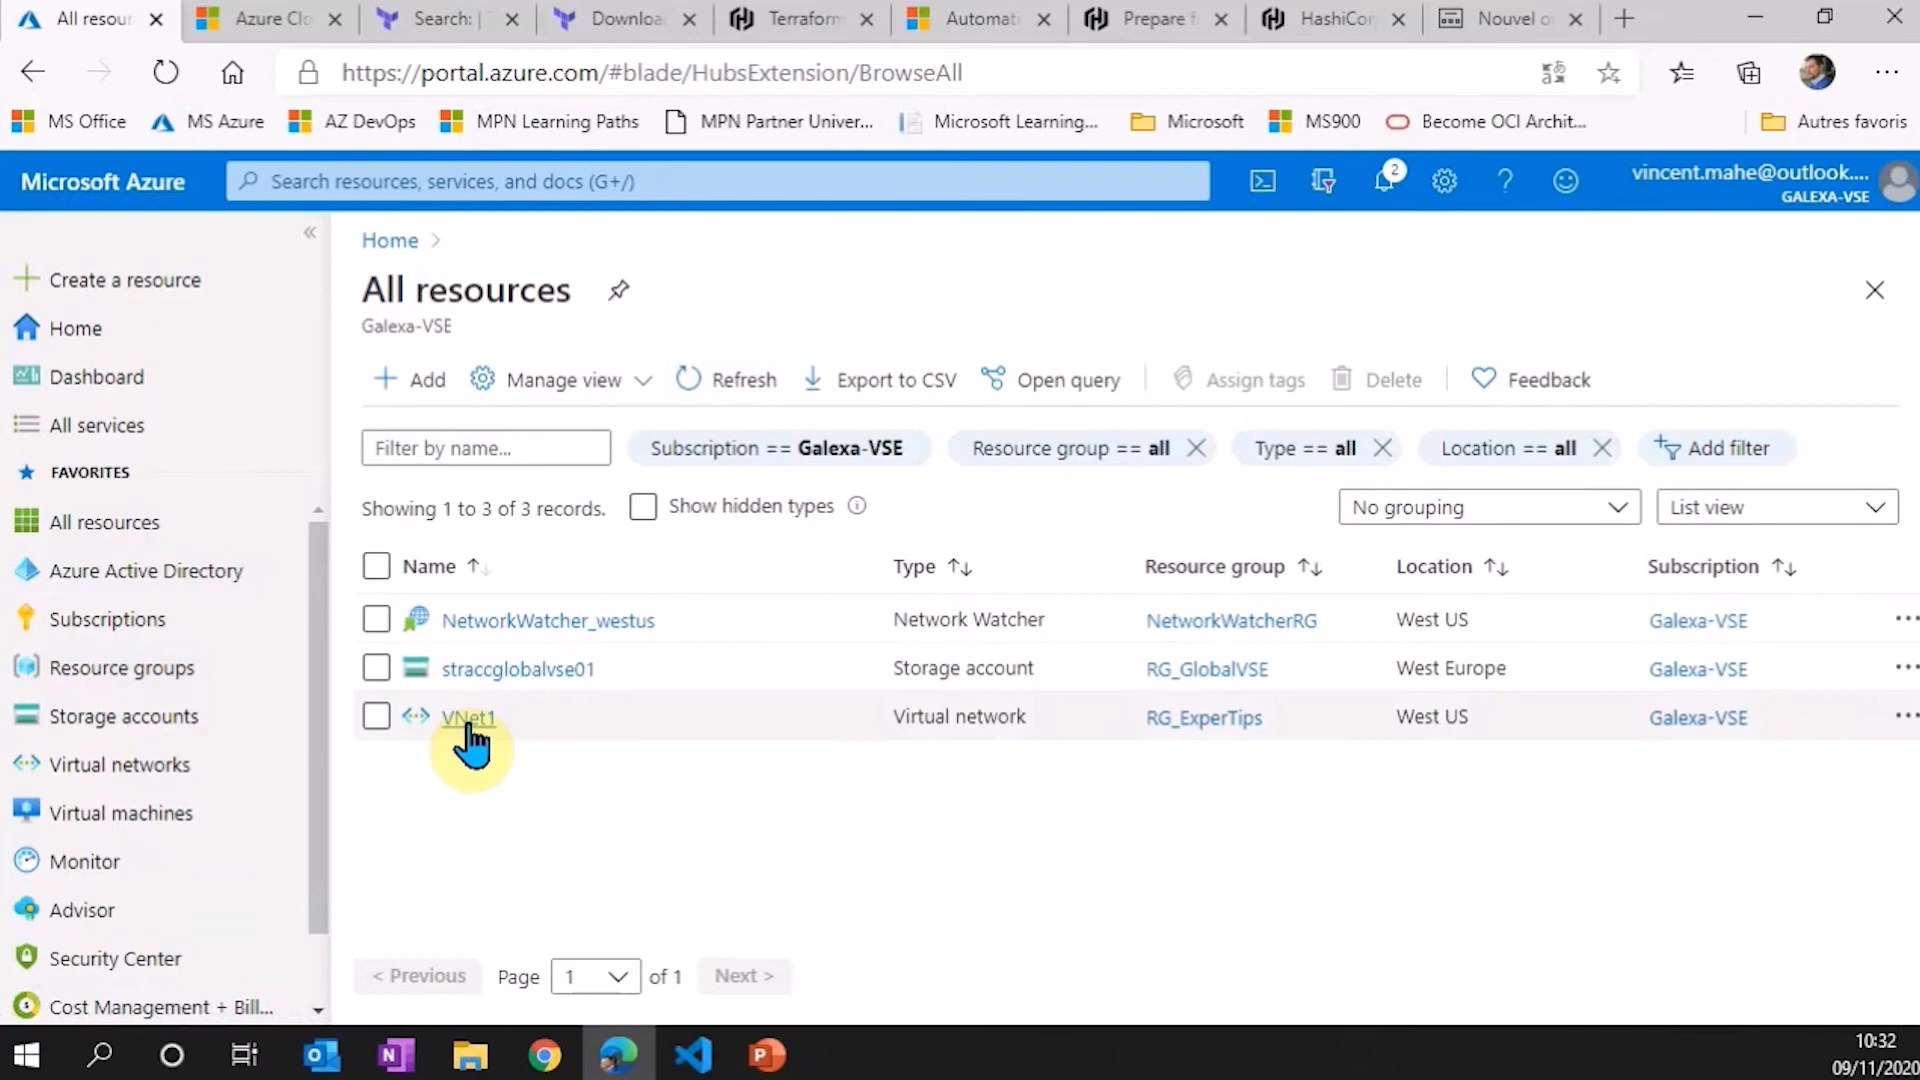 All resour
Azure Clo
Search: |
Downloa
Terraform
Automati
Prepare f
HashiCor
Nouvel o
https://portal.azure.com/#blade/HubsExtension/BrowseAll
MS Office
MS Azure
AZ DevOps
MPN Learning Paths
MPN Partner Univer...
Microsoft Learning...
Microsoft
MS900
Become OCI Archit...
Autres favoris
Microsoft Azure
Search resources, services, and docs (G+/)
2
vincent.mahe@outlook....
GALEXA-VSE
Create a resource
Home
Dashboard
All services
FAVORITES
All resources
Azure Active Directory
Subscriptions
Resource groups
Storage accounts
Virtual networks
Virtual machines
Monitor
Advisor
Security Center
Cost Management + Bill...
Home >
All resources
Galexa-VSE
Add
Manage view
Refresh
Export to CSV
Open query
Assign tags
Delete
Feedback
Filter by name...
Subscription == Galexa-VSE
Resource group == all
Type == all
Location == all
Add filter
Showing 1 to 3 of 3 records.
Show hidden types
No grouping
List view
Name
Type
Resource group
Location
Subscription
NetworkWatcher_westus
Network Watcher
NetworkWatcherRG
West US
Galexa-VSE
straccglobalvse01
Storage account
RG_GlobalVSE
West Europe
Galexa-VSE
VNet1
Virtual network
RG_ExperTips
West US
Galexa-VSE
< Previous
Page
1
of 1
Next >
10:32
09/11/2020